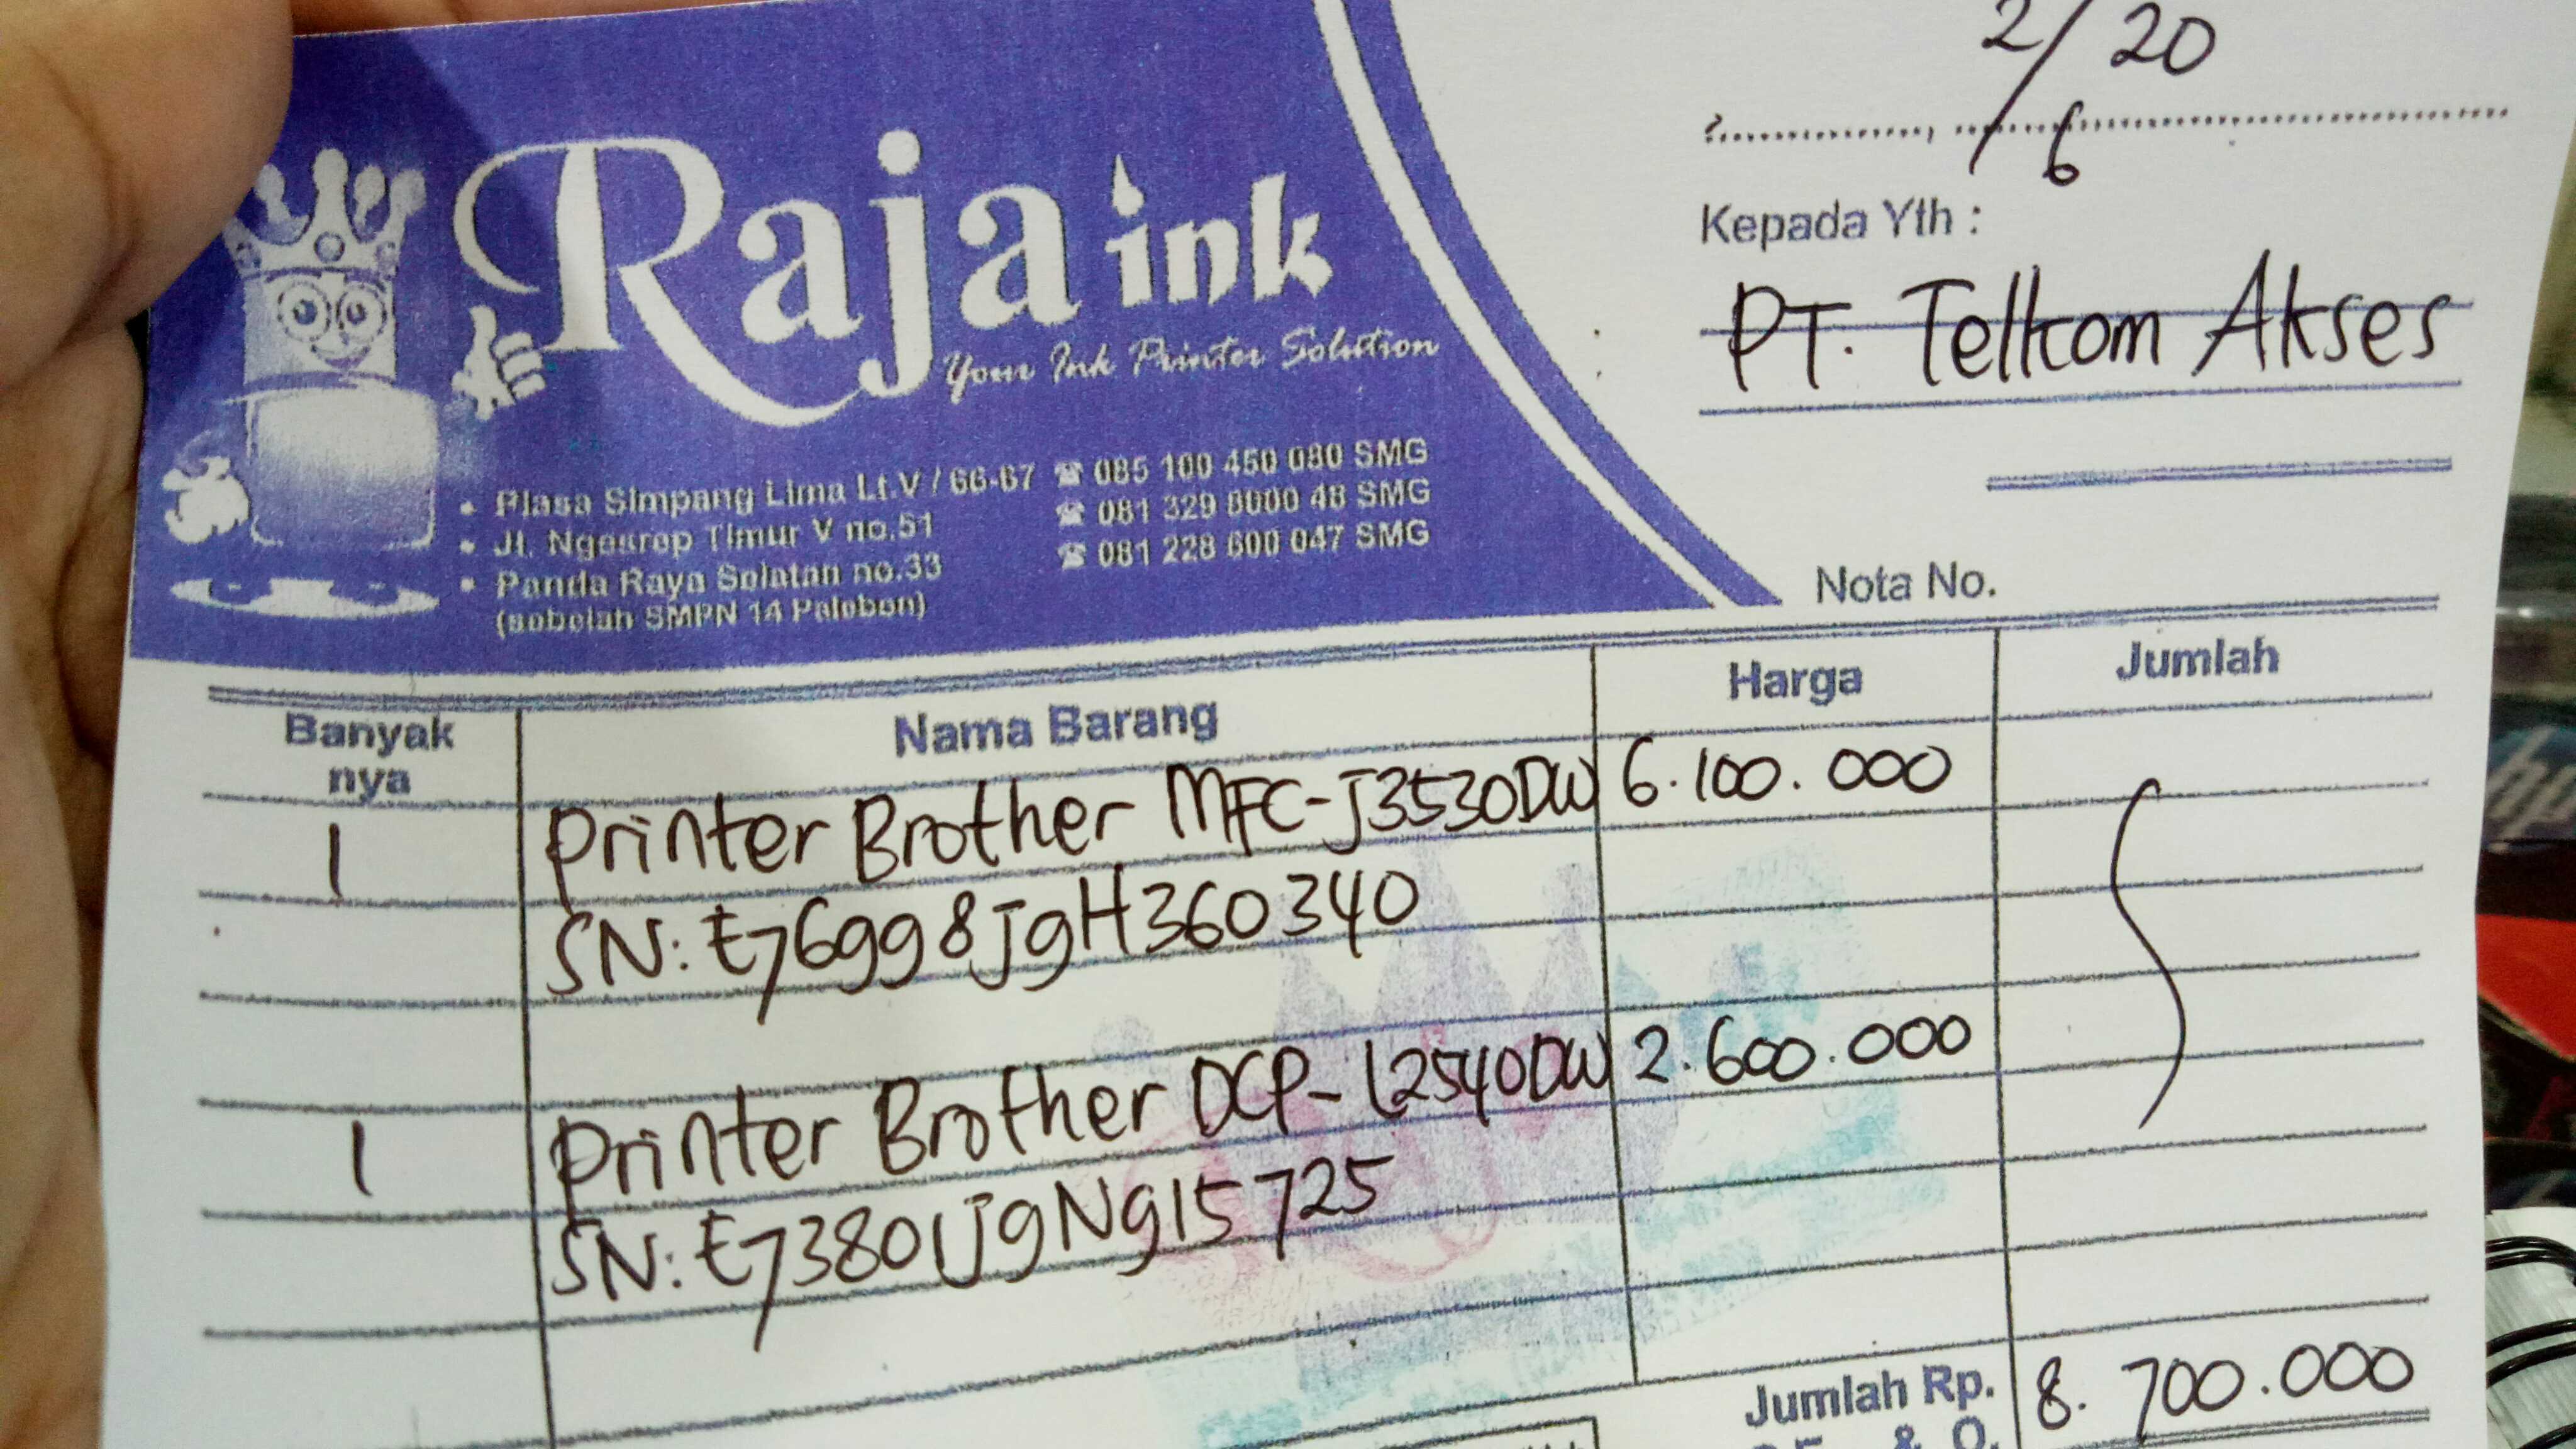 2/6 20
Raja ink
Your Ink Printer Solution
Kepada Yth :
PT. Telkom Akses
• Plasa Simpang Lima Lt.V / 66-67 ☎ 085 100 450 080 SMG
• Jl. Ngesrep Timur V no.51 ☎ 081 329 8000 48 SMG
• Panda Raya Selatan no.33 ☎ 081 228 600 047 SMG
(sebelah SMPN 14 Palebon)
Nota No.
Banyak nya Nama Barang Harga Jumlah
1 Printer Brother MFC-J3530DW 6.100.000
SN: E76998J9H360340
1 Printer Brother DCP-L2540DW 2.600.000
SN: E73801J9N915725
Jumlah Rp. 8.700.000
hp